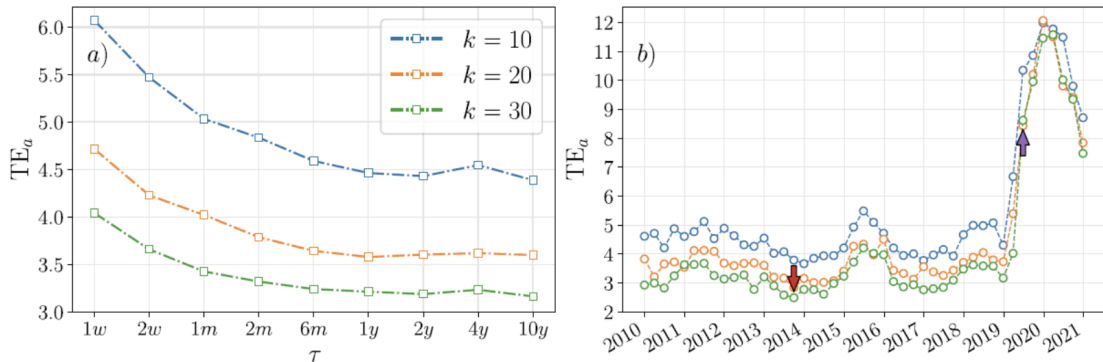 a)
TEₐ
6.0
5.5
5.0
4.5
4.0
3.5
3.0
k = 10
k = 20
k = 30
1w 2w 1m 2m 6m 1y 2y 4y 10y
τ
b)
TEₐ
12
11
10
9
8
7
6
5
4
3
2
2010 2011 2012 2013 2014 2015 2016 2017 2018 2019 2020 2021